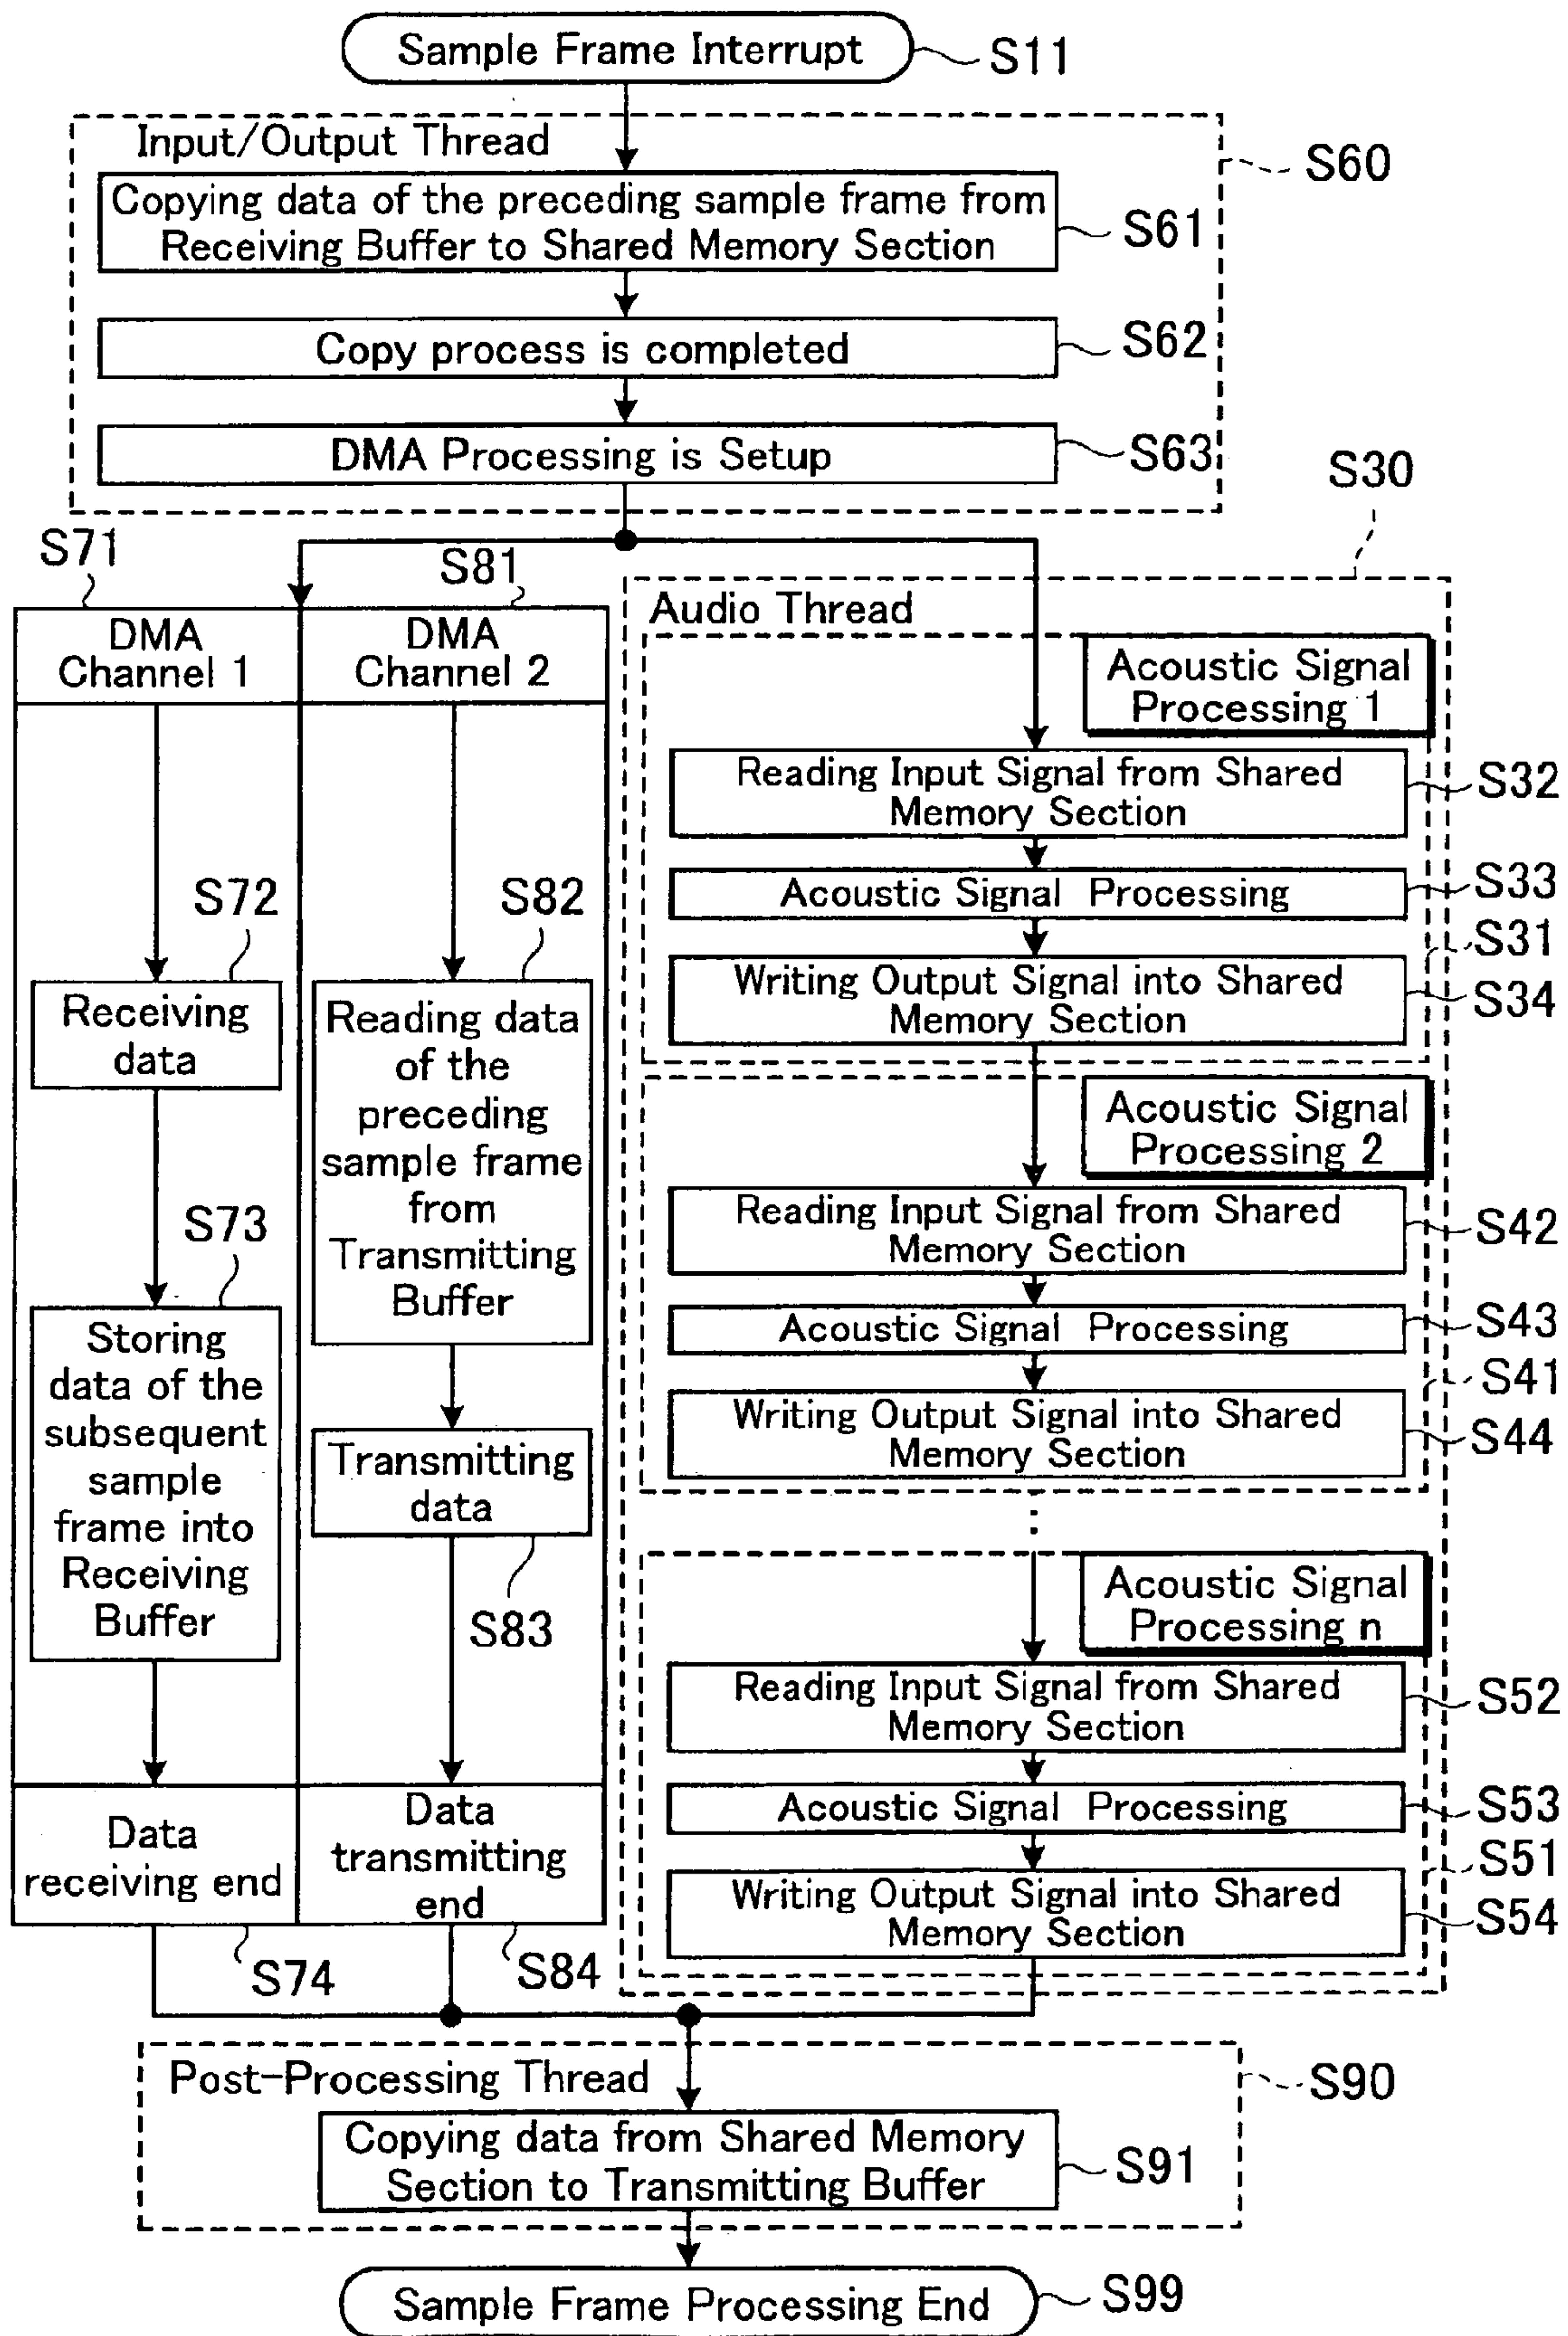 Sample Frame Interrupt
S11
Input/Output Thread
S60
Copying data of the preceding sample frame from
Receiving Buffer to Shared Memory Section
S61
Copy process is completed
S62
DMA Processing is Setup
S63
S30
S71
S81
DMA
Channel 1
DMA
Channel 2
S72
Receiving
data
S73
Storing
data of the
subsequent
sample
frame into
Receiving
Buffer
Data
receiving end
S74
S82
Reading data
of the
preceding
sample frame
from
Transmitting
Buffer
Transmitting
data
S83
Data
transmitting
end
S84
Audio Thread
Acoustic Signal
Processing 1
Reading Input Signal from Shared
Memory Section
S32
Acoustic Signal Processing
S33
S31
Writing Output Signal into Shared
Memory Section
S34
Acoustic Signal
Processing 2
Reading Input Signal from Shared
Memory Section
S42
Acoustic Signal Processing
S43
S41
Writing Output Signal into Shared
Memory Section
S44
Acoustic Signal
Processing n
Reading Input Signal from Shared
Memory Section
S52
Acoustic Signal Processing
S53
S51
Writing Output Signal into Shared
Memory Section
S54
Post-Processing Thread
S90
Copying data from Shared Memory
Section to Transmitting Buffer
S91
Sample Frame Processing End
S99